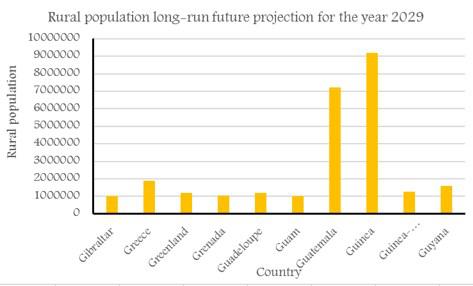 Rural population long-run future projection for the year 2029
Rural population
10000000
9000000
8000000
7000000
6000000
5000000
4000000
3000000
2000000
1000000
0
Gibraltar
Greece
Greenland
Grenada
Guadeloupe
Guam
Guatemala
Guinea
Guinea-…
Guyana
Country